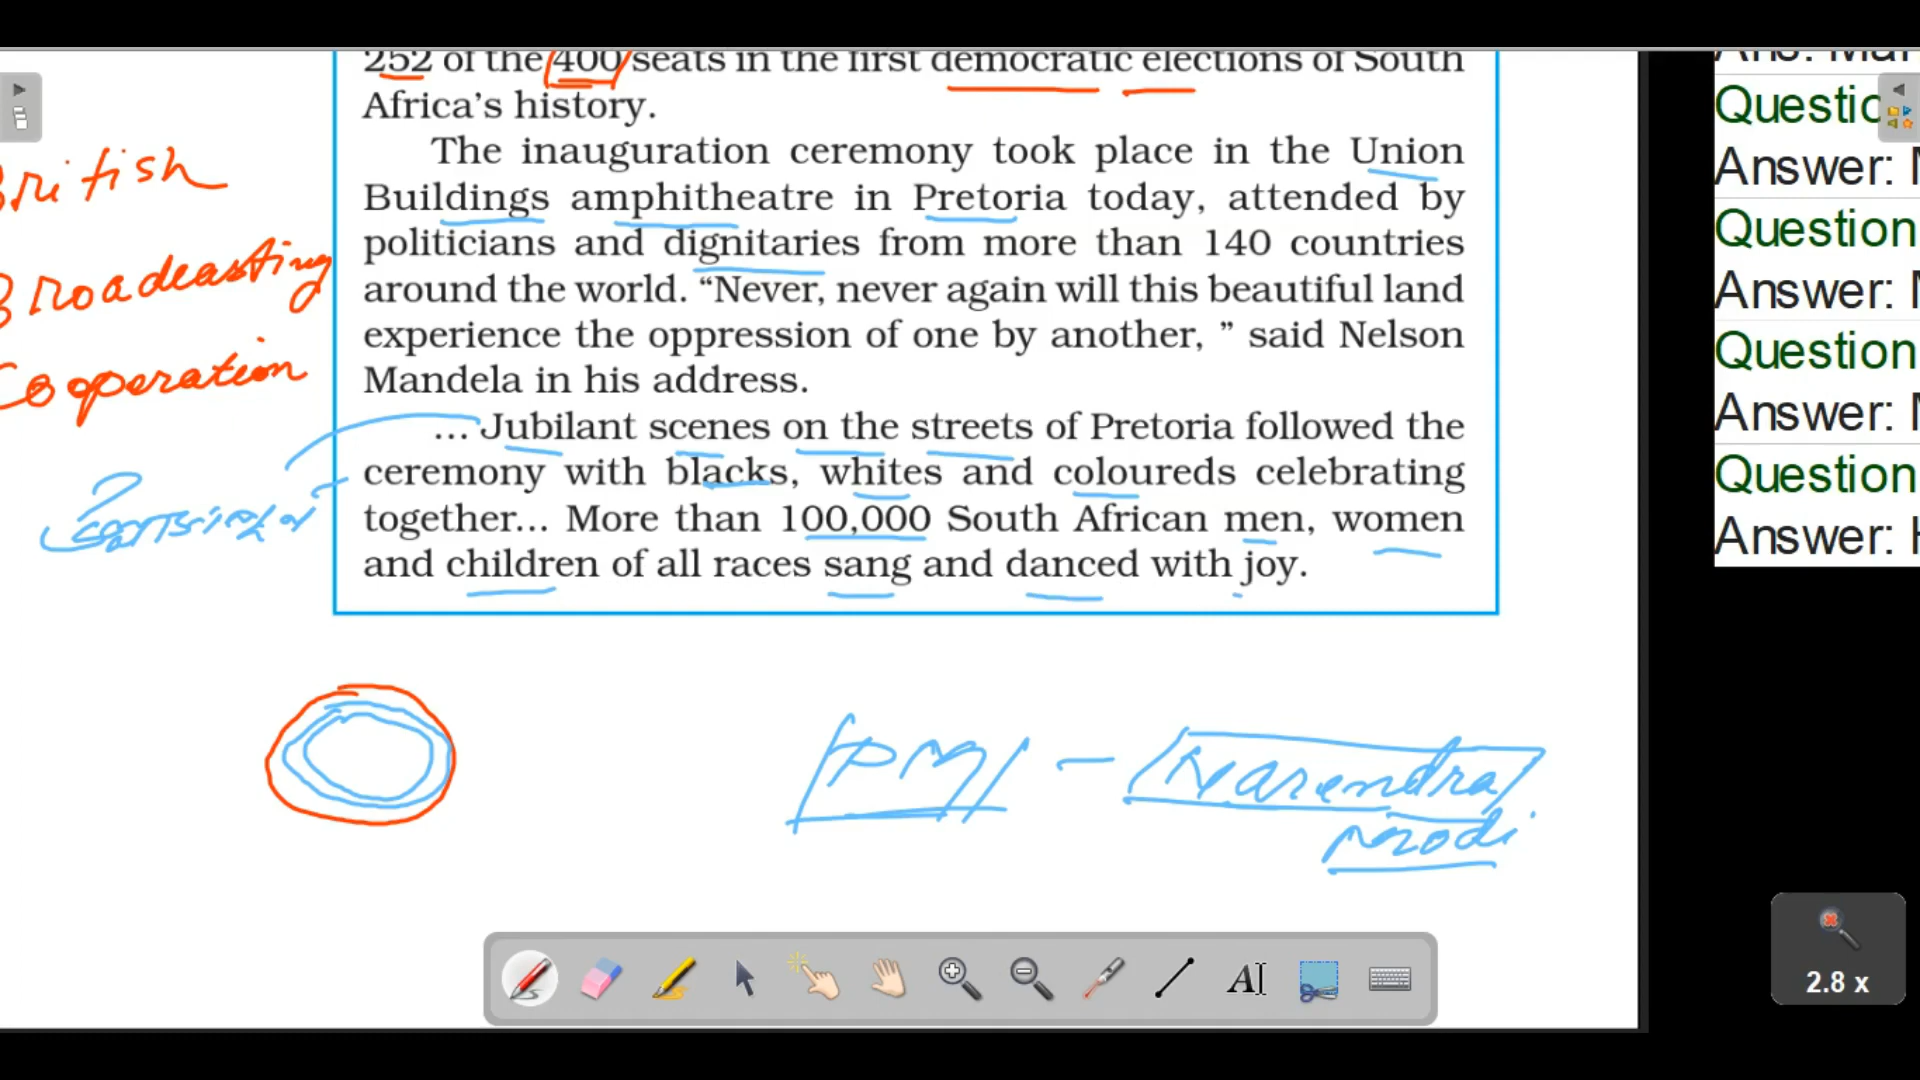 252 of the 400 seats in the first democratic elections of South
Africa's history.
The inauguration ceremony took place in the Union
Buildings amphitheatre in Pretoria today, attended by
politicians and dignitaries from more than 140 countries
around the world. “Never, never again will this beautiful land
experience the oppression of one by another, ” said Nelson
Mandela in his address.
... Jubilant scenes on the streets of Pretoria followed the
ceremony with blacks, whites and coloureds celebrating
together... More than 100,000 South African men, women
and children of all races sang and danced with joy.
British
Broadcasting
Cooperation
PM - Narendra
modi
Questio
Answer:
Question
Answer:
Question
Answer:
Question
Answer: H
AI
2.8 x